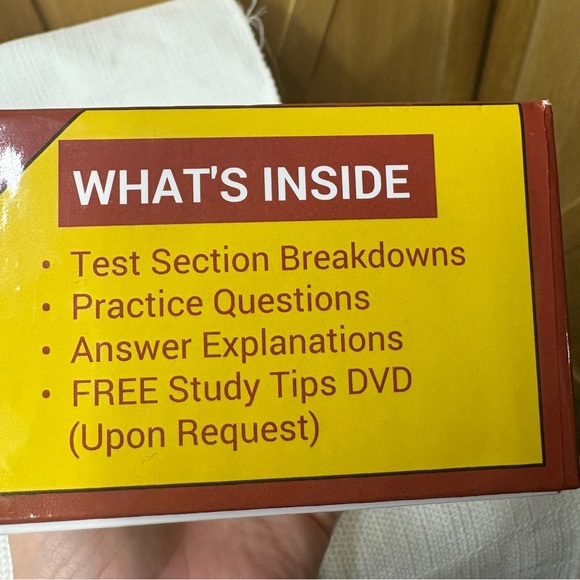 WHAT'S INSIDE
• Test Section Breakdowns
• Practice Questions
• Answer Explanations
• FREE Study Tips DVD
(Upon Request)